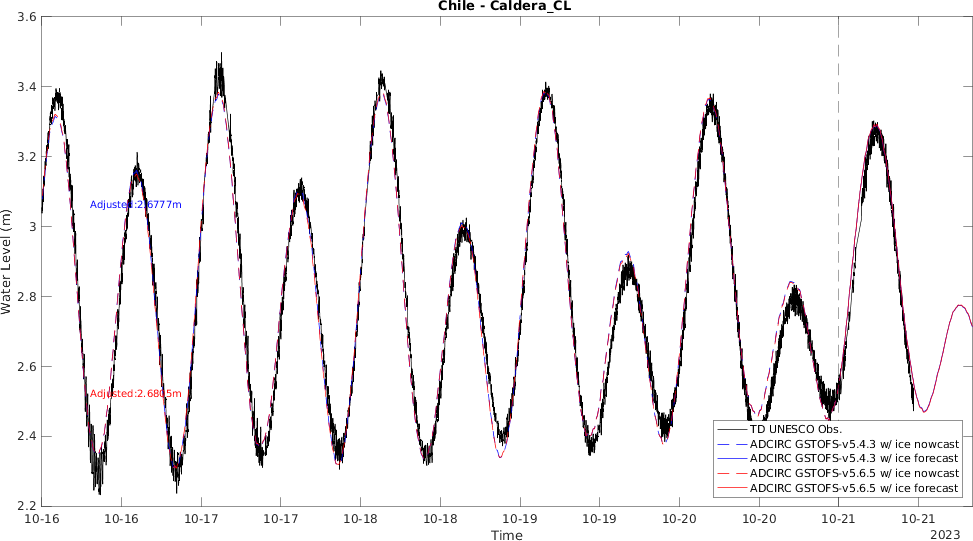 Chile - Caldera_CL
3.6
3.4
3.2
3
2.8
2.6
2.4
2.2
Water Level (m)
Adjusted:2.6777m
Adjusted:2.6805m
TD UNESCO Obs.
ADCIRC GSTOFS-v5.4.3 w/ ice nowcast
ADCIRC GSTOFS-v5.4.3 w/ ice forecast
ADCIRC GSTOFS-v5.6.5 w/ ice nowcast
ADCIRC GSTOFS-v5.6.5 w/ ice forecast
10-16 10-16 10-17 10-17 10-18 10-18 10-19 10-19 10-20 10-20 10-21 10-21
Time
2023